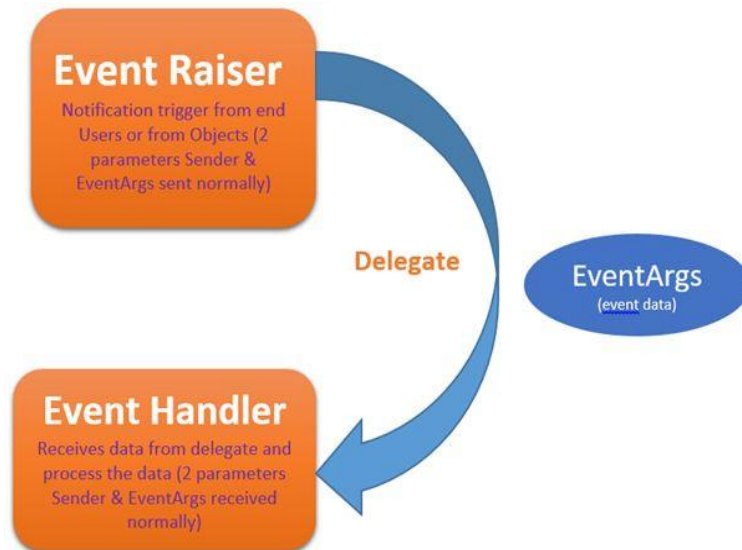 Event Raiser
Notification trigger from end
Users or from Objects (2
parameters Sender &
EventArgs sent normally)
Delegate
EventArgs
(event data)
Event Handler
Receives data from delegate and
process the data (2 parameters
Sender & EventArgs received
normally)